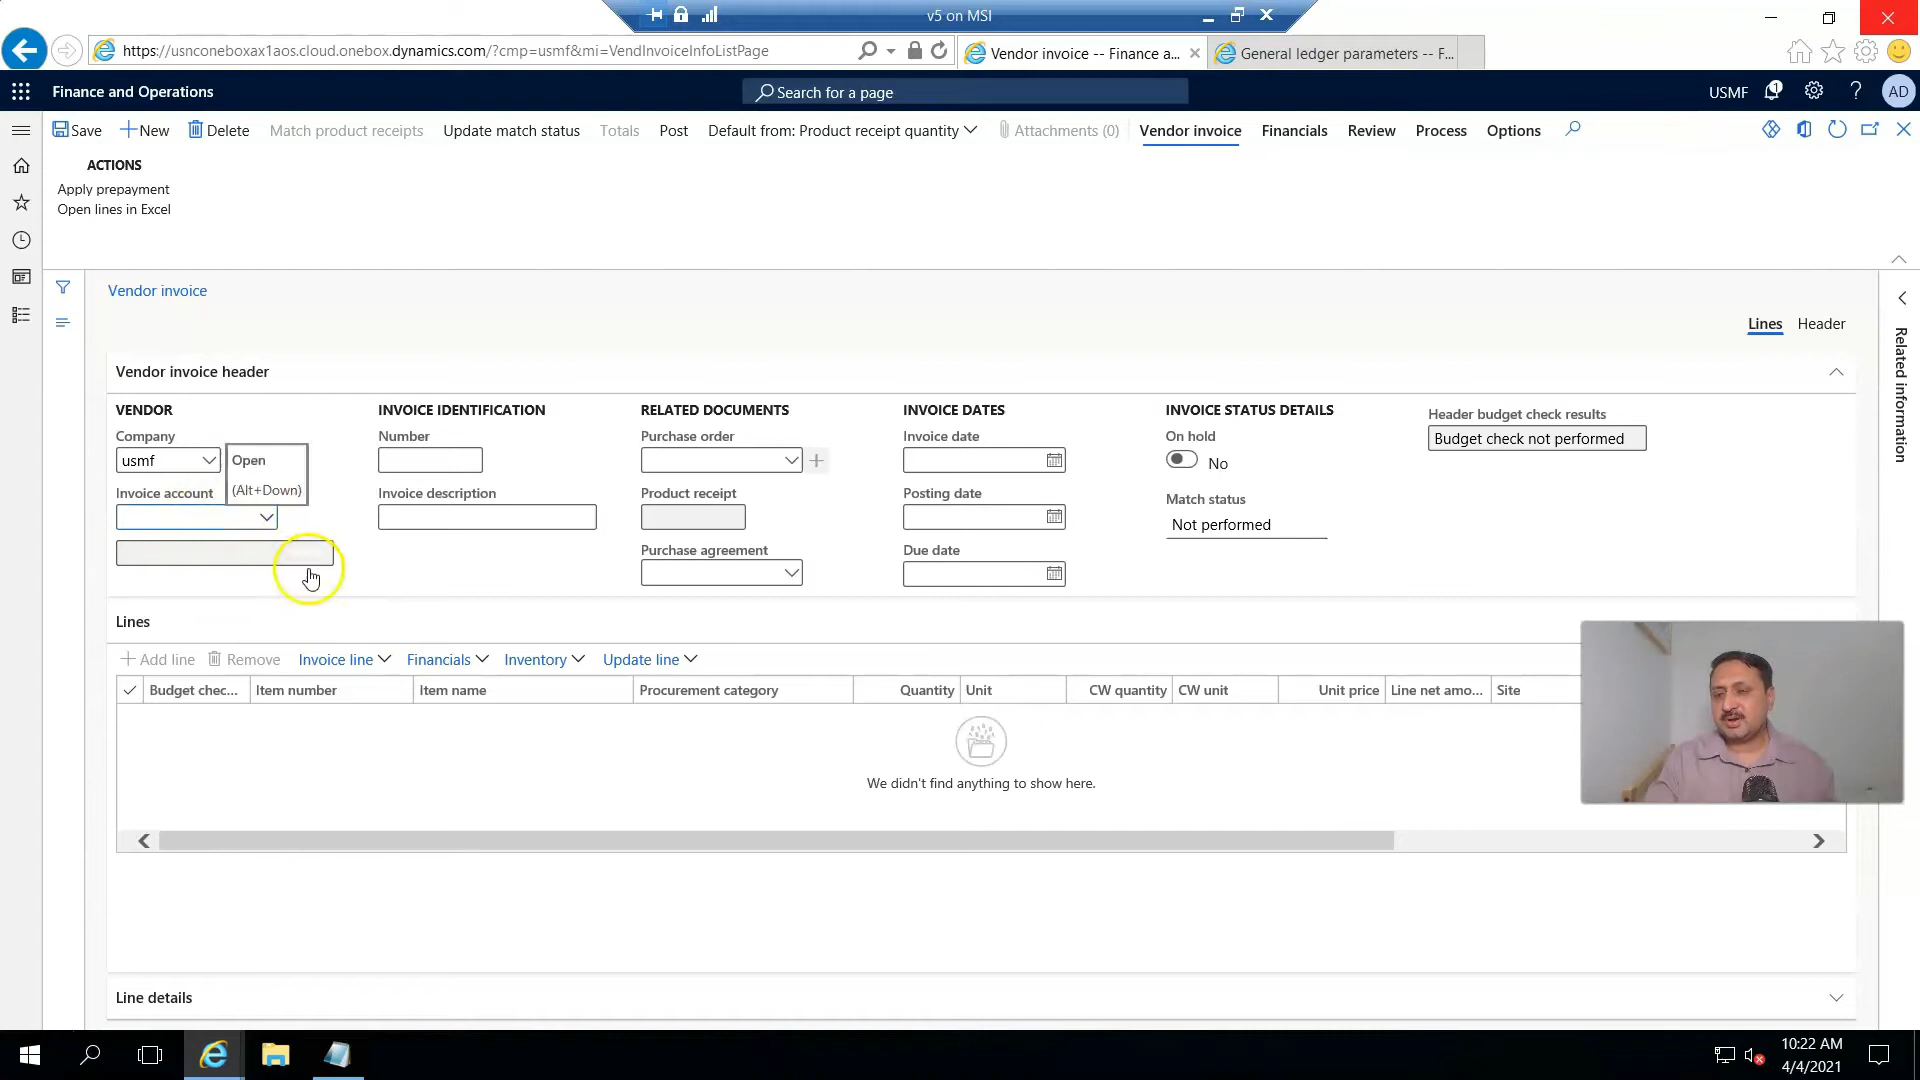 v5 on MSI
https://usnconeboxax1aos.cloud.onebox.dynamics.com/?cmp=usmf&mi=VendInvoiceInfoListPage
Vendor invoice -- Finance a...
General ledger parameters -- F...
Finance and Operations
Search for a page
USMF
1
?
AD
Save
New
Delete
Match product receipts
Update match status
Totals
Post
Default from: Product receipt quantity
Attachments (0)
Vendor invoice
Financials
Review
Process
Options
ACTIONS
Apply prepayment
Open lines in Excel
Vendor invoice
Lines
Header
Related information
Vendor invoice header
VENDOR
Company
usmf
Open
(Alt+Down)
Invoice account
INVOICE IDENTIFICATION
Number
Invoice description
RELATED DOCUMENTS
Purchase order
Product receipt
Purchase agreement
INVOICE DATES
Invoice date
Posting date
Due date
INVOICE STATUS DETAILS
On hold
No
Match status
Not performed
Header budget check results
Budget check not performed
Lines
Add line
Remove
Invoice line
Financials
Inventory
Update line
Budget chec...
Item number
Item name
Procurement category
Quantity
Unit
CW quantity
CW unit
Unit price
Line net amo...
Site
We didn't find anything to show here.
Line details
10:22 AM
4/4/2021